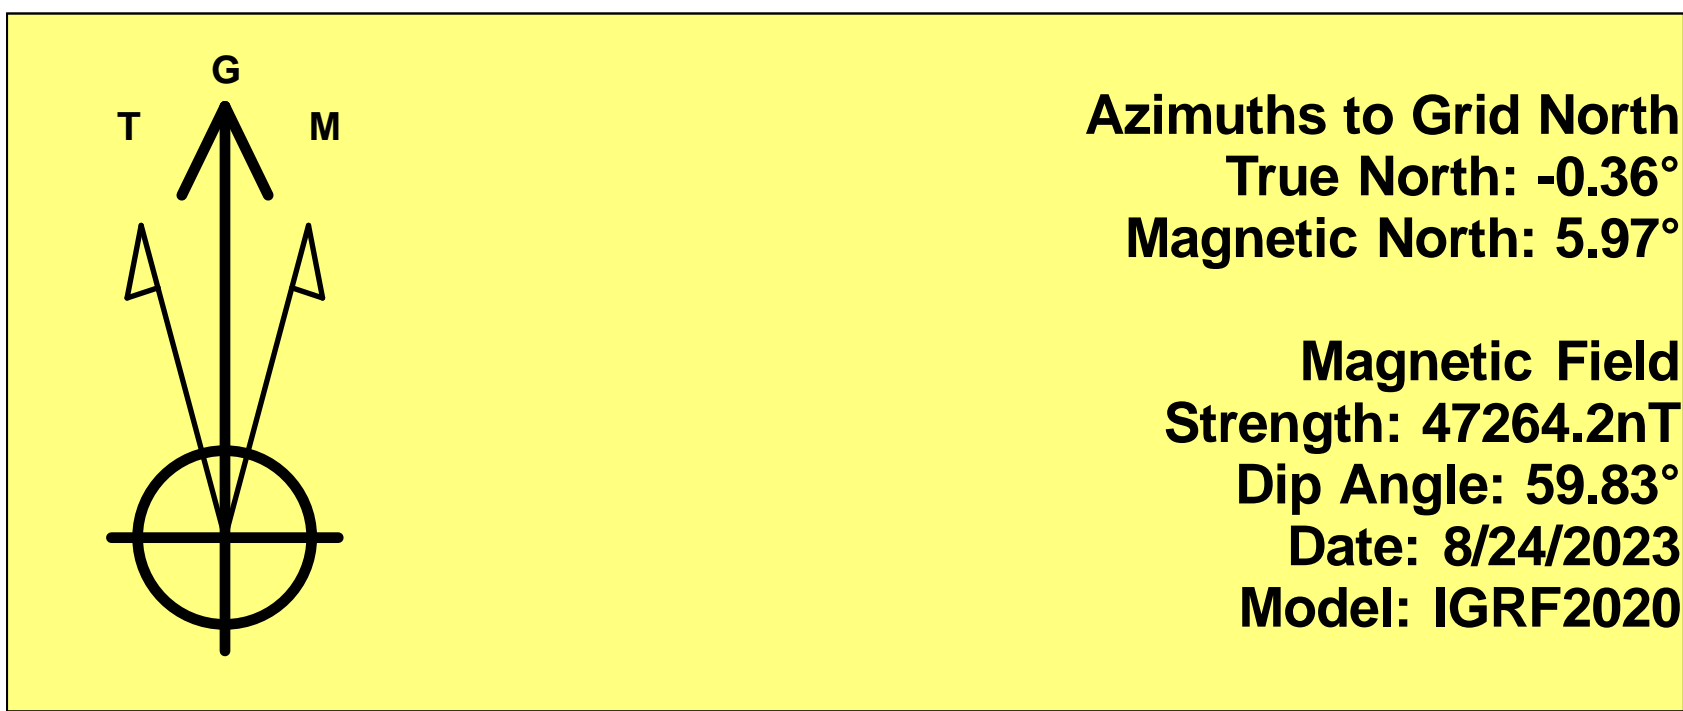 G
T
M
Azimuths to Grid North
True North: -0.36°
Magnetic North: 5.97°
Magnetic Field
Strength: 47264.2nT
Dip Angle: 59.83°
Date: 8/24/2023
Model: IGRF2020